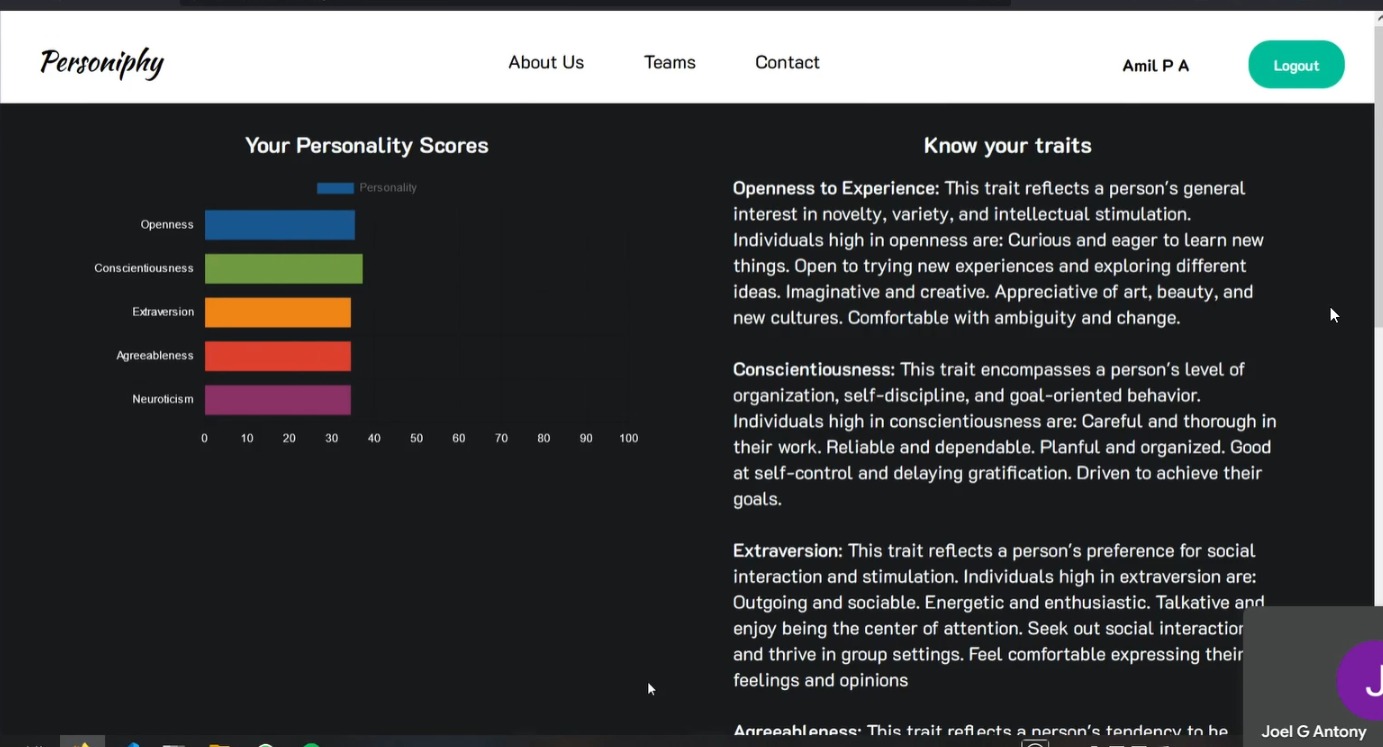 Personiphy
About Us
Teams
Contact
Amil P A
Logout
Your Personality Scores
Personality
Openness
Conscientiousness
Extraversion
Agreeableness
Neuroticism
0 10 20 30 40 50 60 70 80 90 100
Know your traits
Openness to Experience: This trait reflects a person's general
interest in novelty, variety, and intellectual stimulation.
Individuals high in openness are: Curious and eager to learn new
things. Open to trying new experiences and exploring different
ideas. Imaginative and creative. Appreciative of art, beauty, and
new cultures. Comfortable with ambiguity and change.
Conscientiousness: This trait encompasses a person's level of
organization, self-discipline, and goal-oriented behavior.
Individuals high in conscientiousness are: Careful and thorough in
their work. Reliable and dependable. Planful and organized. Good
at self-control and delaying gratification. Driven to achieve their
goals.
Extraversion: This trait reflects a person's preference for social
interaction and stimulation. Individuals high in extraversion are:
Outgoing and sociable. Energetic and enthusiastic. Talkative and
enjoy being the center of attention. Seek out social interaction
and thrive in group settings. Feel comfortable expressing their
feelings and opinions
Agreeableness: This trait reflects a person's tendency to be
J
Joel G Antony